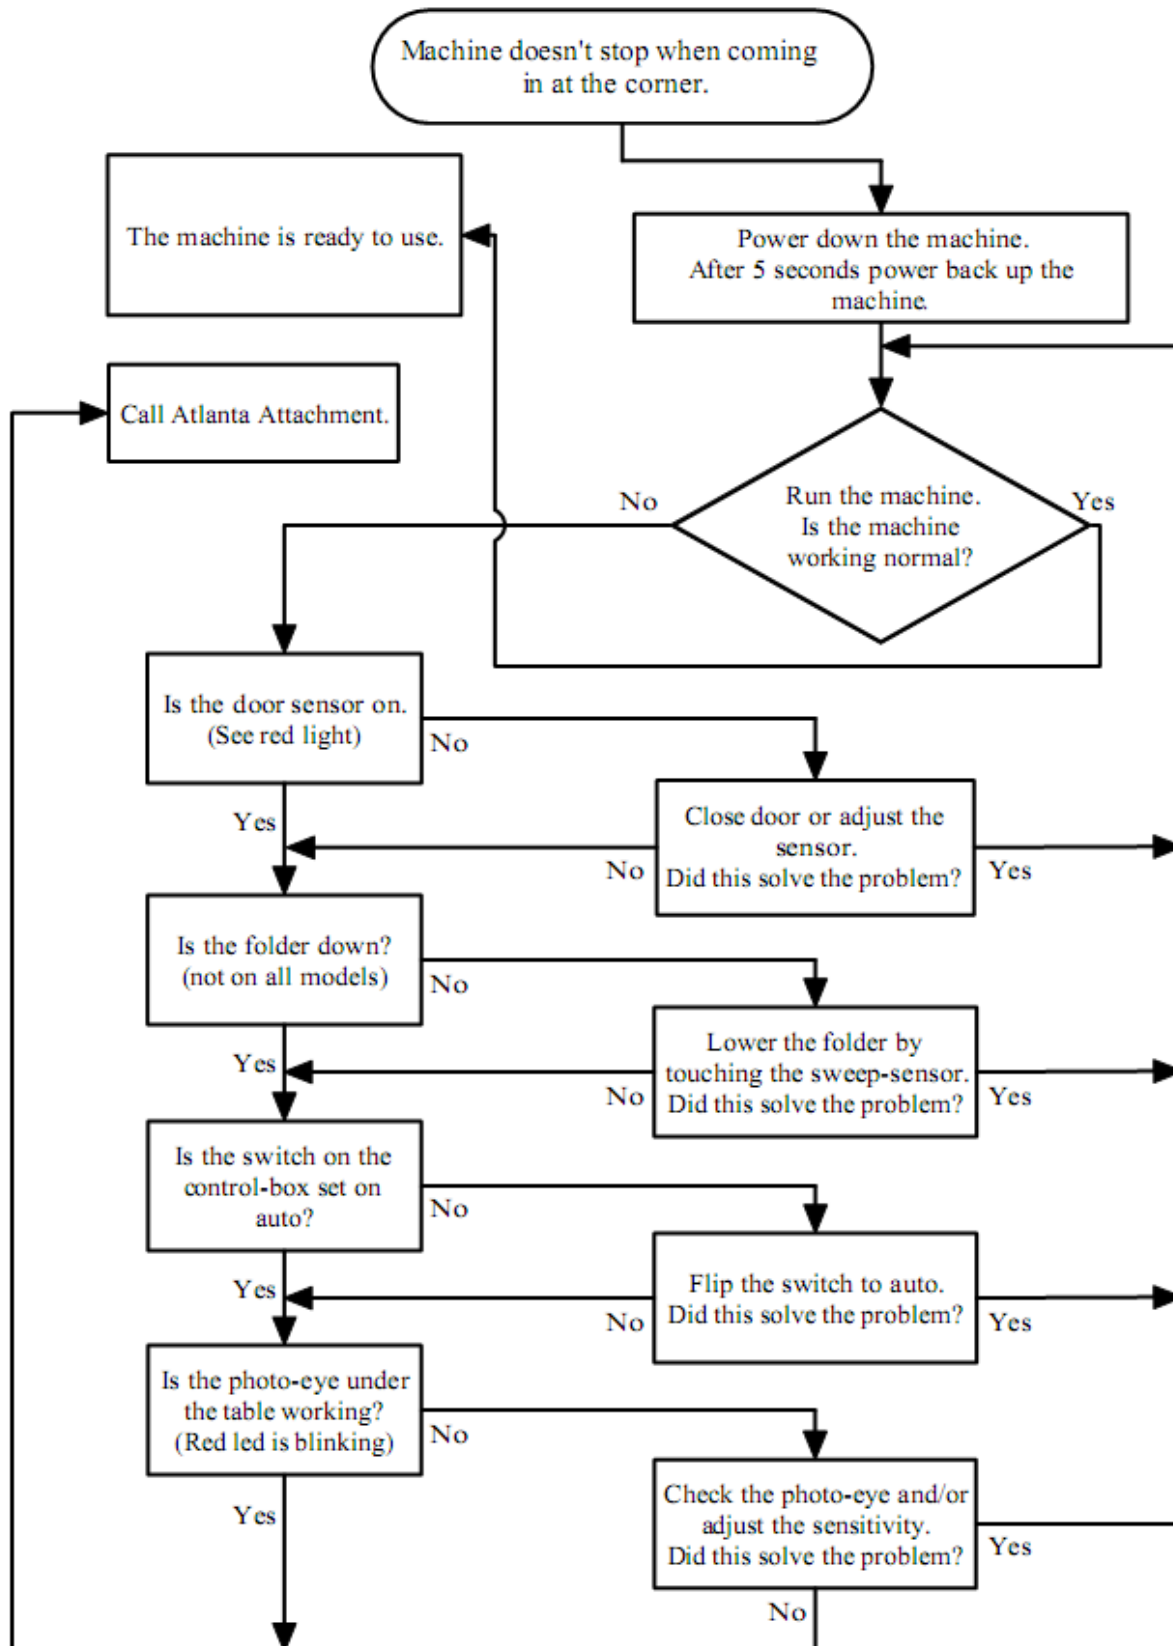 Machine doesn't stop when coming
in at the corner.
The machine is ready to use.
Power down the machine.
After 5 seconds power back up the
machine.
Call Atlanta Attachment.
No
Run the machine.
Is the machine
working normal?
Yes
Is the door sensor on.
(See red light)
No
Yes
Close door or adjust the
sensor.
Did this solve the problem?
No
Yes
Is the folder down?
(not on all models)
No
Yes
Lower the folder by
touching the sweep-sensor.
Did this solve the problem?
No
Yes
Is the switch on the
control-box set on
auto?
No
Yes
Flip the switch to auto.
Did this solve the problem?
No
Yes
Is the photo-eye under
the table working?
(Red led is blinking)
No
Yes
Check the photo-eye and/or
adjust the sensitivity.
Did this solve the problem?
Yes
No